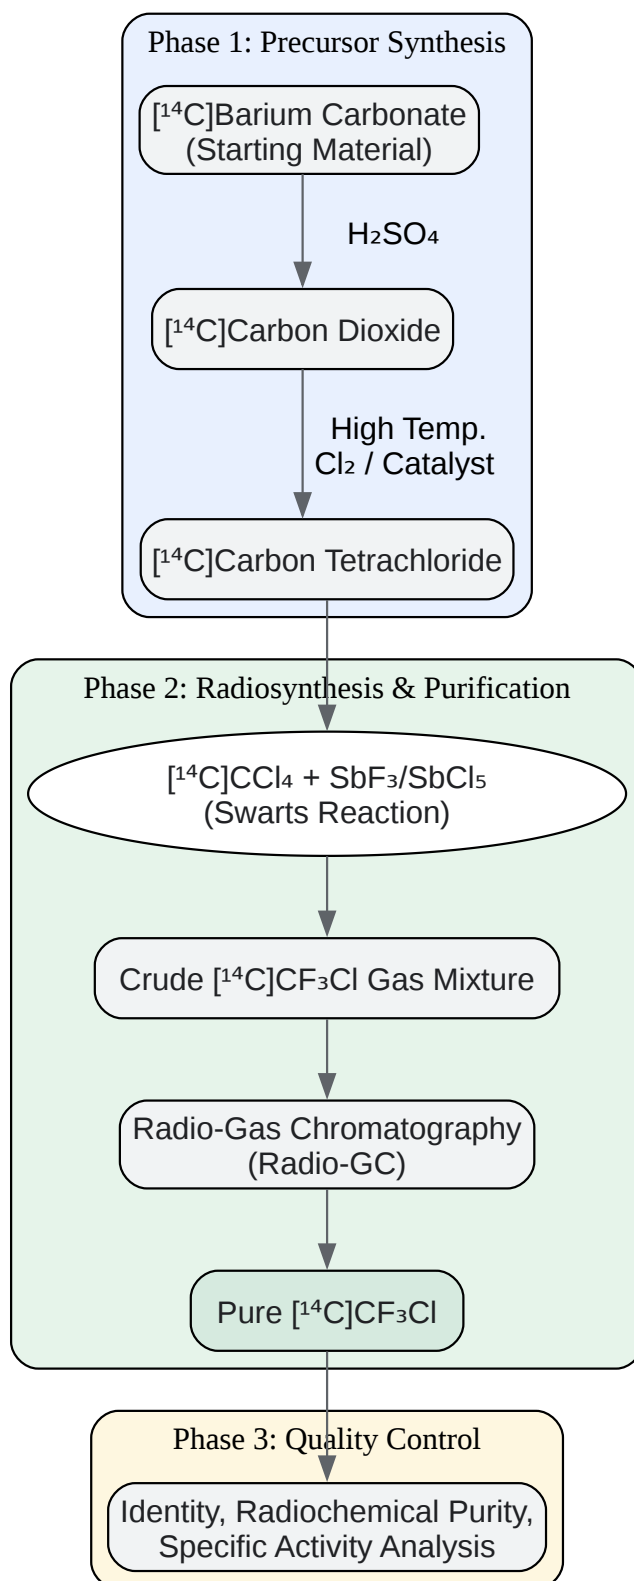 Phase 1: Precursor Synthesis
[¹⁴C]Barium Carbonate
(Starting Material)
H₂SO₄
[¹⁴C]Carbon Dioxide
High Temp.
Cl₂ / Catalyst
[¹⁴C]Carbon Tetrachloride
Phase 2: Radiosynthesis & Purification
[¹⁴C]CCl₄ + SbF₃/SbCl₅
(Swarts Reaction)
Crude [¹⁴C]CF₃Cl Gas Mixture
Radio-Gas Chromatography
(Radio-GC)
Pure [¹⁴C]CF₃Cl
Phase 3: Quality Control
Identity, Radiochemical Purity,
Specific Activity Analysis